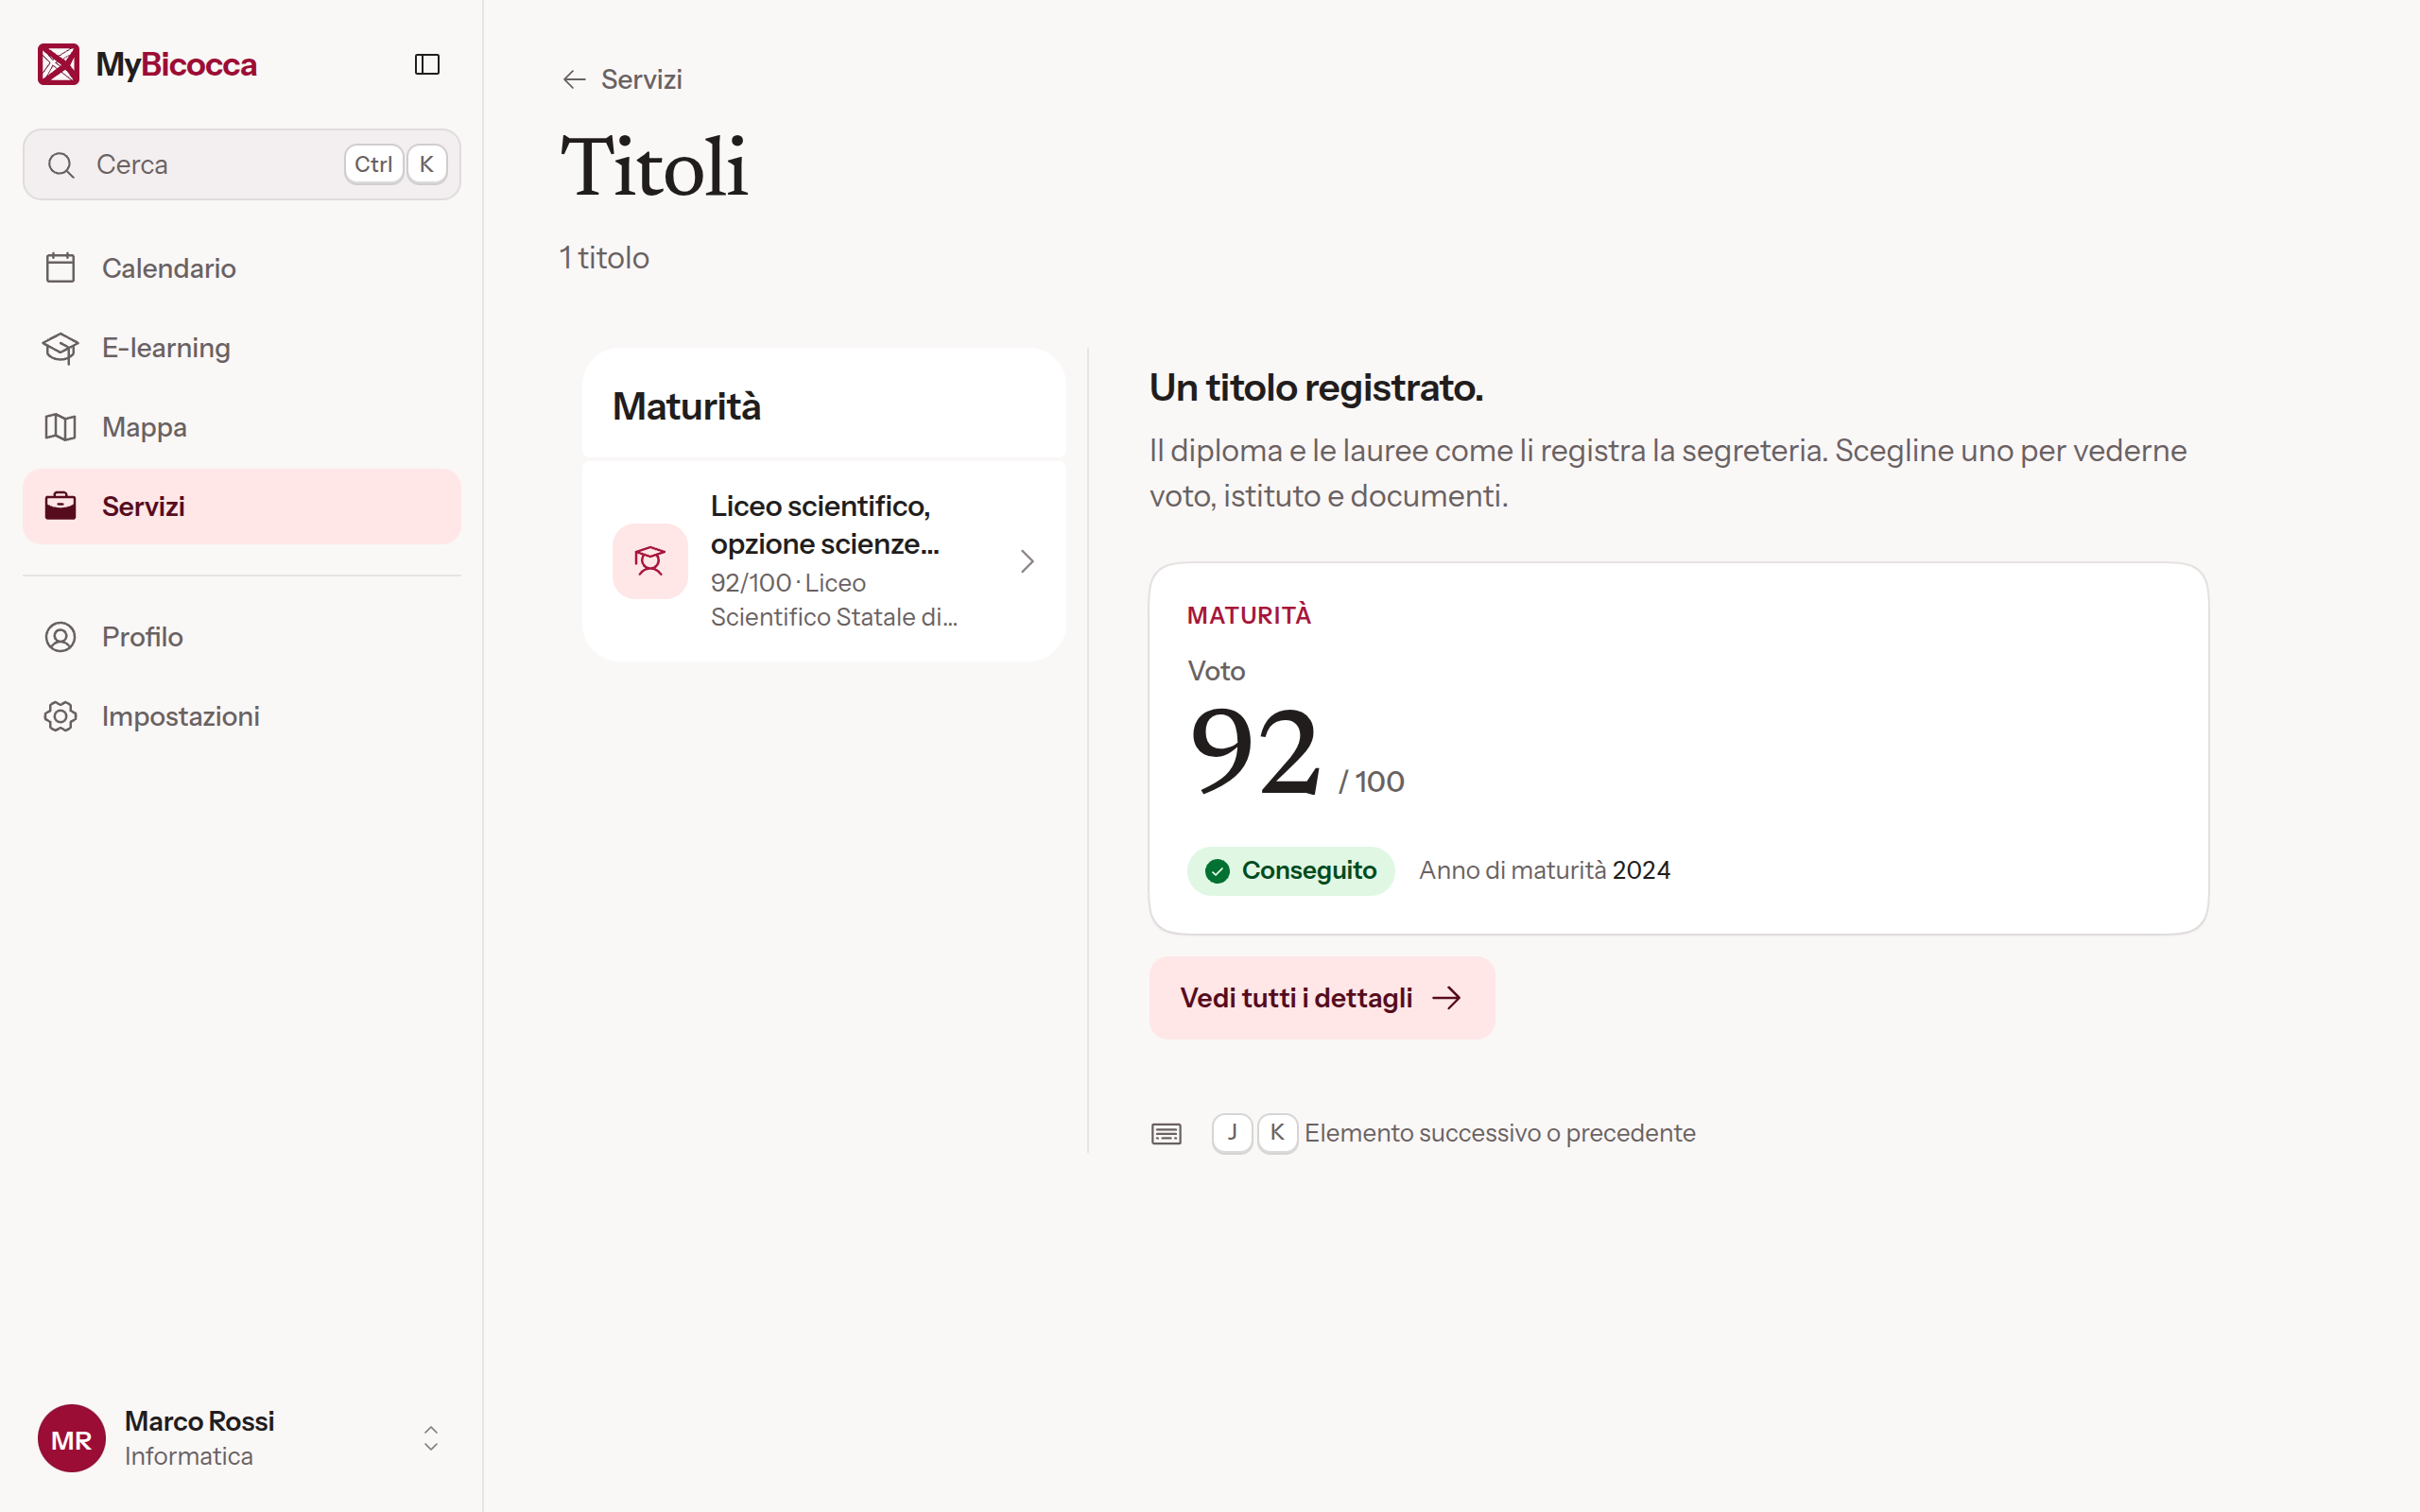 MyBicocca
Cerca Ctrl K
Calendario
E-learning
Mappa
Servizi
Profilo
Impostazioni
MR
Marco Rossi
Informatica
Servizi
Titoli
1 titolo
Maturità
Liceo scientifico,
opzione scienze...
92/100 · Liceo
Scientifico Statale di...
Un titolo registrato.
Il diploma e le lauree come li registra la segreteria. Scegline uno per vederne
voto, istituto e documenti.
MATURITÀ
Voto
92 / 100
Conseguito Anno di maturità 2024
Vedi tutti i dettagli
J K Elemento successivo o precedente